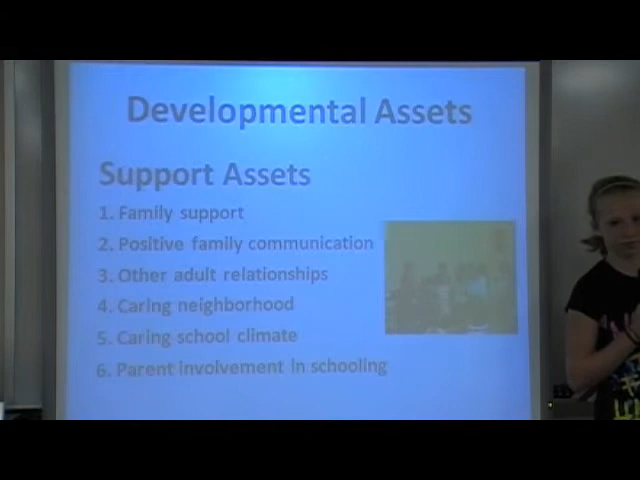 Developmental Assets
Support Assets
1. Family support
2. Positive family communication
3. Other adult relationships
4. Caring neighborhood
5. Caring school climate
6. Parent involvement in schooling